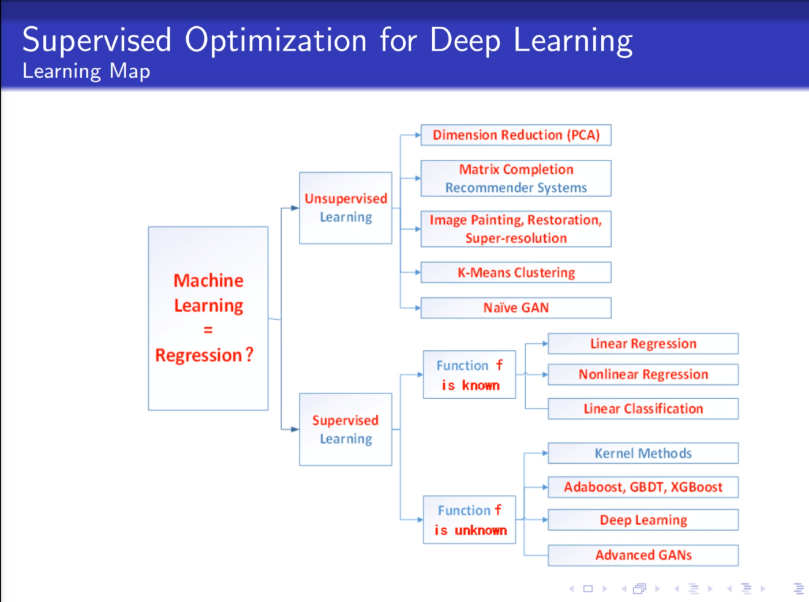 Supervised Optimization for Deep Learning
Learning Map
Machine
Learning
=
Regression?
Unsupervised
Learning
Dimension Reduction (PCA)
Matrix Completion
Recommender Systems
Image Painting, Restoration,
Super-resolution
K-Means Clustering
Naïve GAN
Supervised
Learning
Function f
is known
Linear Regression
Nonlinear Regression
Linear Classification
Function f
is unknown
Kernel Methods
Adaboost, GBDT, XGBoost
Deep Learning
Advanced GANs